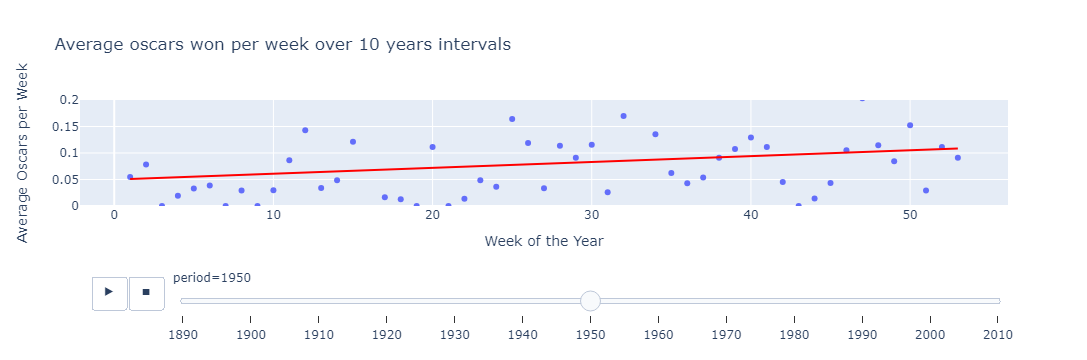 Average oscars won per week over 10 years intervals
Average Oscars per Week
0.2
0.15
0.1
0.05
0
0 10 20 30 40 50
Week of the Year
period=1950
1890 1900 1910 1920 1930 1940 1950 1960 1970 1980 1990 2000 2010